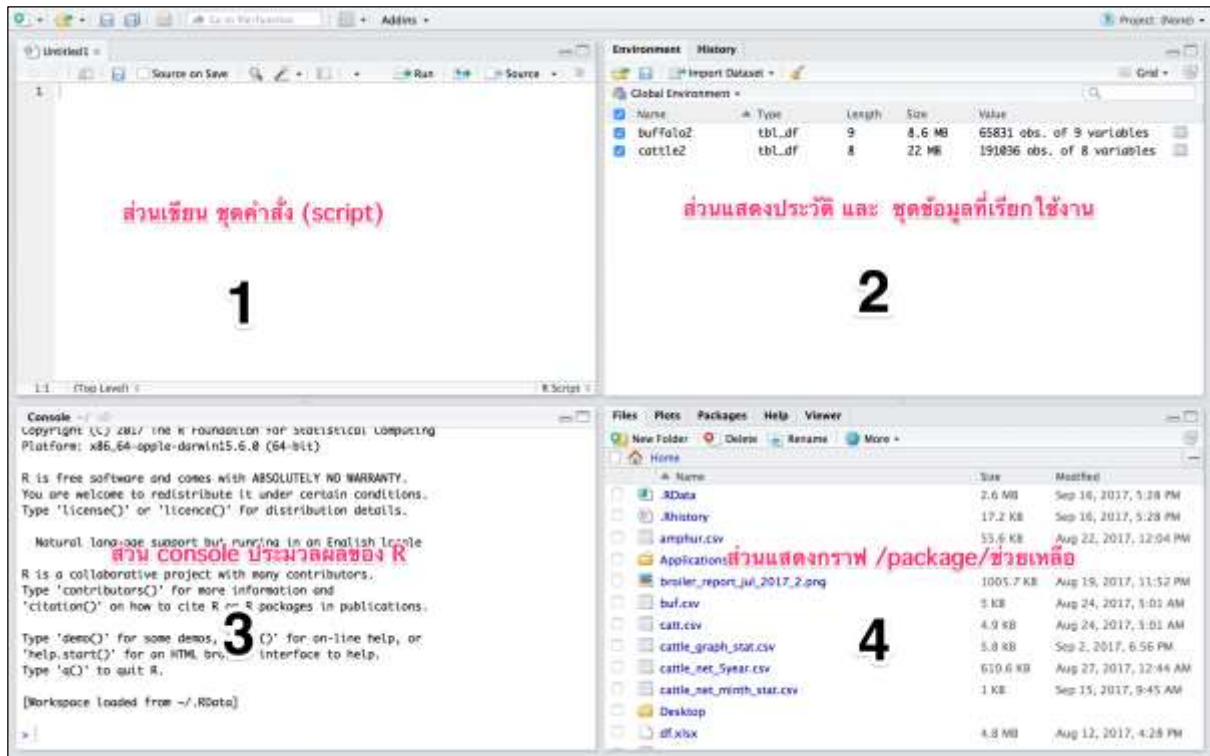 Go to file/function
Addins
Project: (None)
Untitled1
Source on Save
Run
Source
1
ส่วนเขียน ชุดคำสั่ง (script)
1
1:1 (Top Level) R Script
Environment History
Import Dataset
Grid
Global Environment
Name Type Length Size Value
buffalo2 tbl_df 9 8.6 MB 65831 obs. of 9 variables
cattle2 tbl_df 8 22 MB 191036 obs. of 8 variables
ส่วนแสดงประวัติ และ ชุดข้อมูลที่เรียกใช้งาน
2
Console ~/
Copyright (C) 2017 The R Foundation for Statistical Computing
Platform: x86_64-apple-darwin15.6.0 (64-bit)
R is free software and comes with ABSOLUTELY NO WARRANTY.
You are welcome to redistribute it under certain conditions.
Type 'license()' or 'licence()' for distribution details.
Natural language support but running in an English locale
ส่วน console ประมวลผลของ R
R is a collaborative project with many contributors.
Type 'contributors()' for more information and
'citation()' on how to cite R or R packages in publications.
Type 'demo()' for some demos, ()' for on-line help, or
'help.start()' for an HTML interface to help.
Type 'q()' to quit R.
3
[Workspace loaded from ~/.RData]
>
Files Plots Packages Help Viewer
New Folder Delete Rename More
Home
Name Size Modified
.RData 2.6 MB Sep 16, 2017, 5:28 PM
.Rhistory 17.2 KB Sep 16, 2017, 5:28 PM
amphur.csv 55.6 KB Aug 22, 2017, 12:04 PM
Applications
ส่วนแสดงกราฟ /package/ช่วยเหลือ
broiler_report_jul_2017_2.png 1005.7 KB Aug 19, 2017, 11:52 PM
buf.csv 5 KB Aug 24, 2017, 5:01 AM
catt.csv 4.9 KB Aug 24, 2017, 5:01 AM
cattle_graph_stat.csv 5.8 KB Sep 2, 2017, 6:56 PM
cattle_net_5year.csv 610.6 KB Aug 27, 2017, 12:44 AM
cattle_net_minth_stat.csv 1 KB Sep 15, 2017, 9:45 AM
Desktop
df.xlsx 4.8 MB Aug 12, 2017, 4:28 PM
4